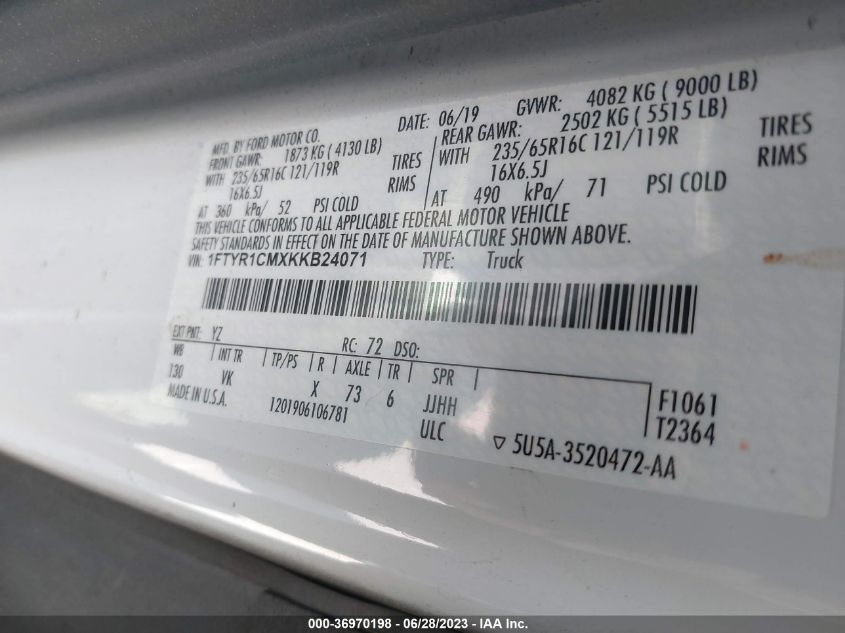 MFD. BY FORD MOTOR CO. DATE: 06/19 GVWR: 4082 KG ( 9000 LB)
FRONT GAWR: 1873 KG ( 4130 LB) REAR GAWR: 2502 KG ( 5515 LB)
WITH 235/65R16C 121/119R TIRES WITH 235/65R16C 121/119R TIRES
16X6.5J RIMS 16X6.5J RIMS
AT 360 kPa/ 52 PSI COLD AT 490 kPa/ 71 PSI COLD
THIS VEHICLE CONFORMS TO ALL APPLICABLE FEDERAL MOTOR VEHICLE
SAFETY STANDARDS IN EFFECT ON THE DATE OF MANUFACTURE SHOWN ABOVE.
VIN: 1FTYR1CMXKKB24071 TYPE: Truck
EXT PNT: YZ RC: 72 DSO:
WB INT TR TP/PS R AXLE TR SPR
130 VK X 73 6 JJHH F1061
MADE IN U.S.A. 1201906106781 ULC T2364
▽ 5U5A-3520472-AA
000-36970198 - 06/28/2023 - IAA Inc.